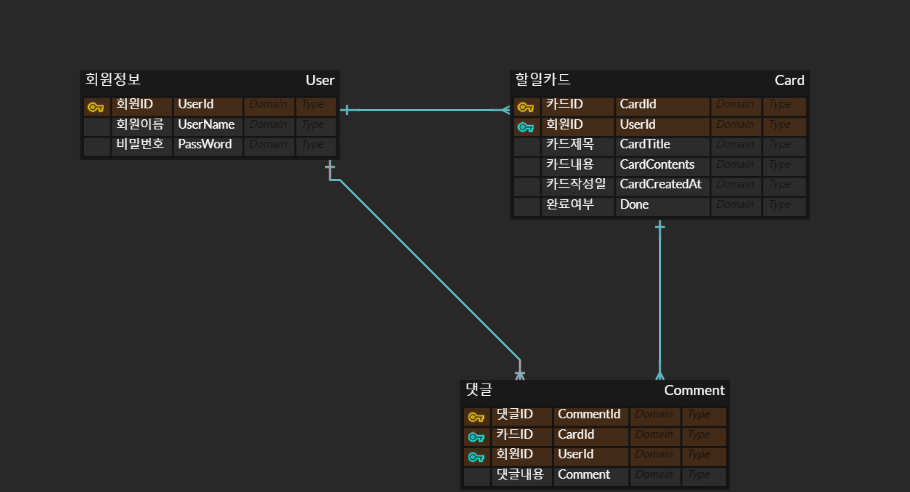 회원정보 User
회원ID UserId Domain Type
회원이름 UserName Domain Type
비밀번호 PassWord Domain Type
할일카드 Card
카드ID CardId Domain Type
회원ID UserId Domain Type
카드제목 CardTitle Domain Type
카드내용 CardContents Domain Type
카드작성일 CardCreatedAt Domain Type
완료여부 Done Domain Type
댓글 Comment
댓글ID CommentId Domain Type
카드ID CardId Domain Type
회원ID UserId Domain Type
댓글내용 Comment Domain Type